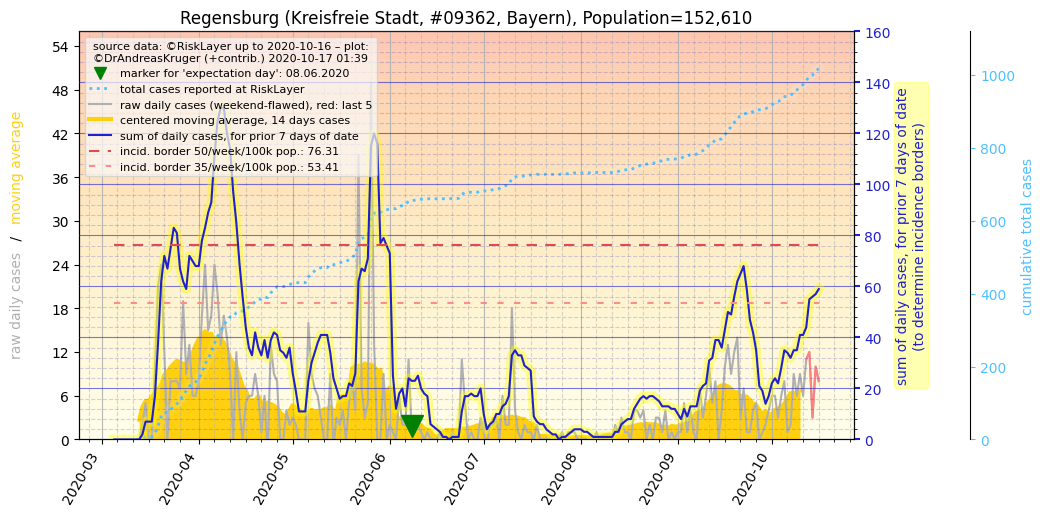 Regensburg (Kreisfreie Stadt, #09362, Bayern), Population=152,610
source data: ©RiskLayer up to 2020-10-16 – plot:
©DrAndreasKruger (+contrib.) 2020-10-17 01:39
marker for 'expectation day': 08.06.2020
total cases reported at RiskLayer
raw daily cases (weekend-flawed), red: last 5
centered moving average, 14 days cases
sum of daily cases, for prior 7 days of date
incid. border 50/week/100k pop.: 76.31
incid. border 35/week/100k pop.: 53.41
raw daily cases / moving average
54
48
42
36
30
24
18
12
6
0
2020-03
2020-04
2020-05
2020-06
2020-07
2020-08
2020-09
2020-10
160
140
120
100
80
60
40
20
0
sum of daily cases, for prior 7 days of date
(to determine incidence borders)
1000
800
600
400
200
0
cumulative total cases